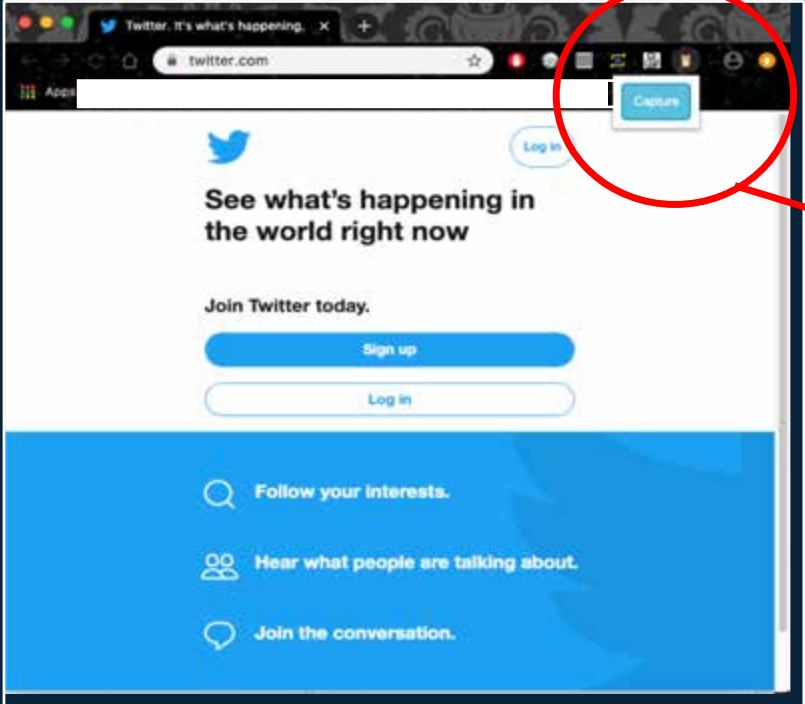 Twitter. It's what's happening.
twitter.com
Apps
Capture
Log in
See what's happening in
the world right now
Join Twitter today.
Sign up
Log in
Follow your interests.
Hear what people are talking about.
Join the conversation.